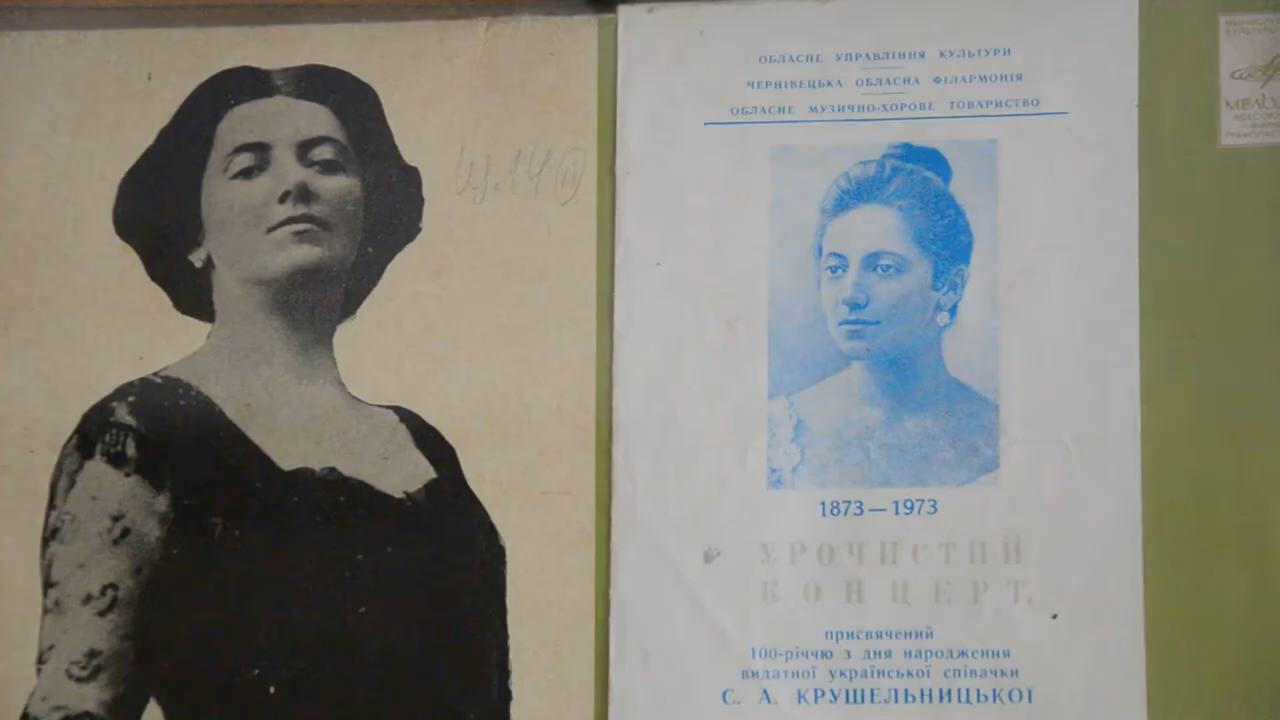 ОБЛАСНЕ УПРАВЛІННЯ КУЛЬТУРИ
ЧЕРНІВЕЦЬКА ОБЛАСНА ФІЛАРМОНІЯ
ОБЛАСНЕ МУЗИЧНО-ХОРОВЕ ТОВАРИСТВО
1873—1973
УРОЧИСТИЙ
КОНЦЕРТ,
присвячений
100-річчю з дня народження
видатної української співачки
С. А. КРУШЕЛЬНИЦЬКОЇ